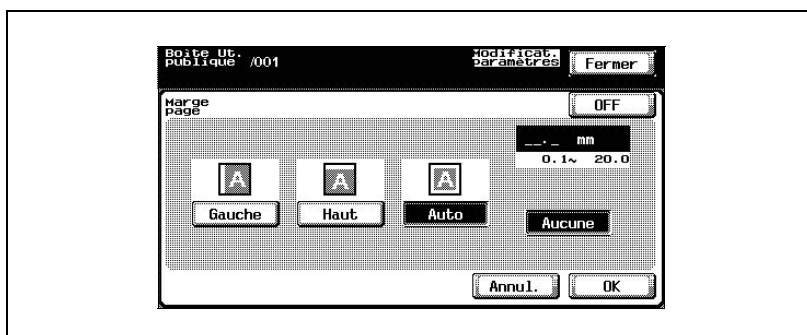 Boîte Ut.
publique /001
Modificat.
paramètres
Fermer
Marge
page
OFF
__._ mm
0.1~ 20.0
A
A
A
Gauche
Haut
Auto
Aucune
Annul.
OK